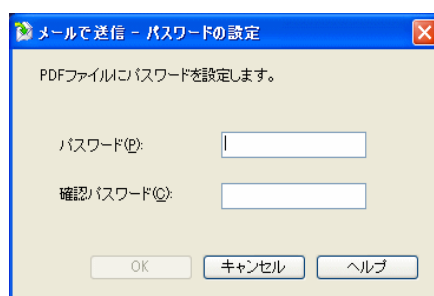 メールで送信 - パスワードの設定
PDFファイルにパスワードを設定します。
パスワード(P):
確認パスワード(C):
OK キャンセル ヘルプ